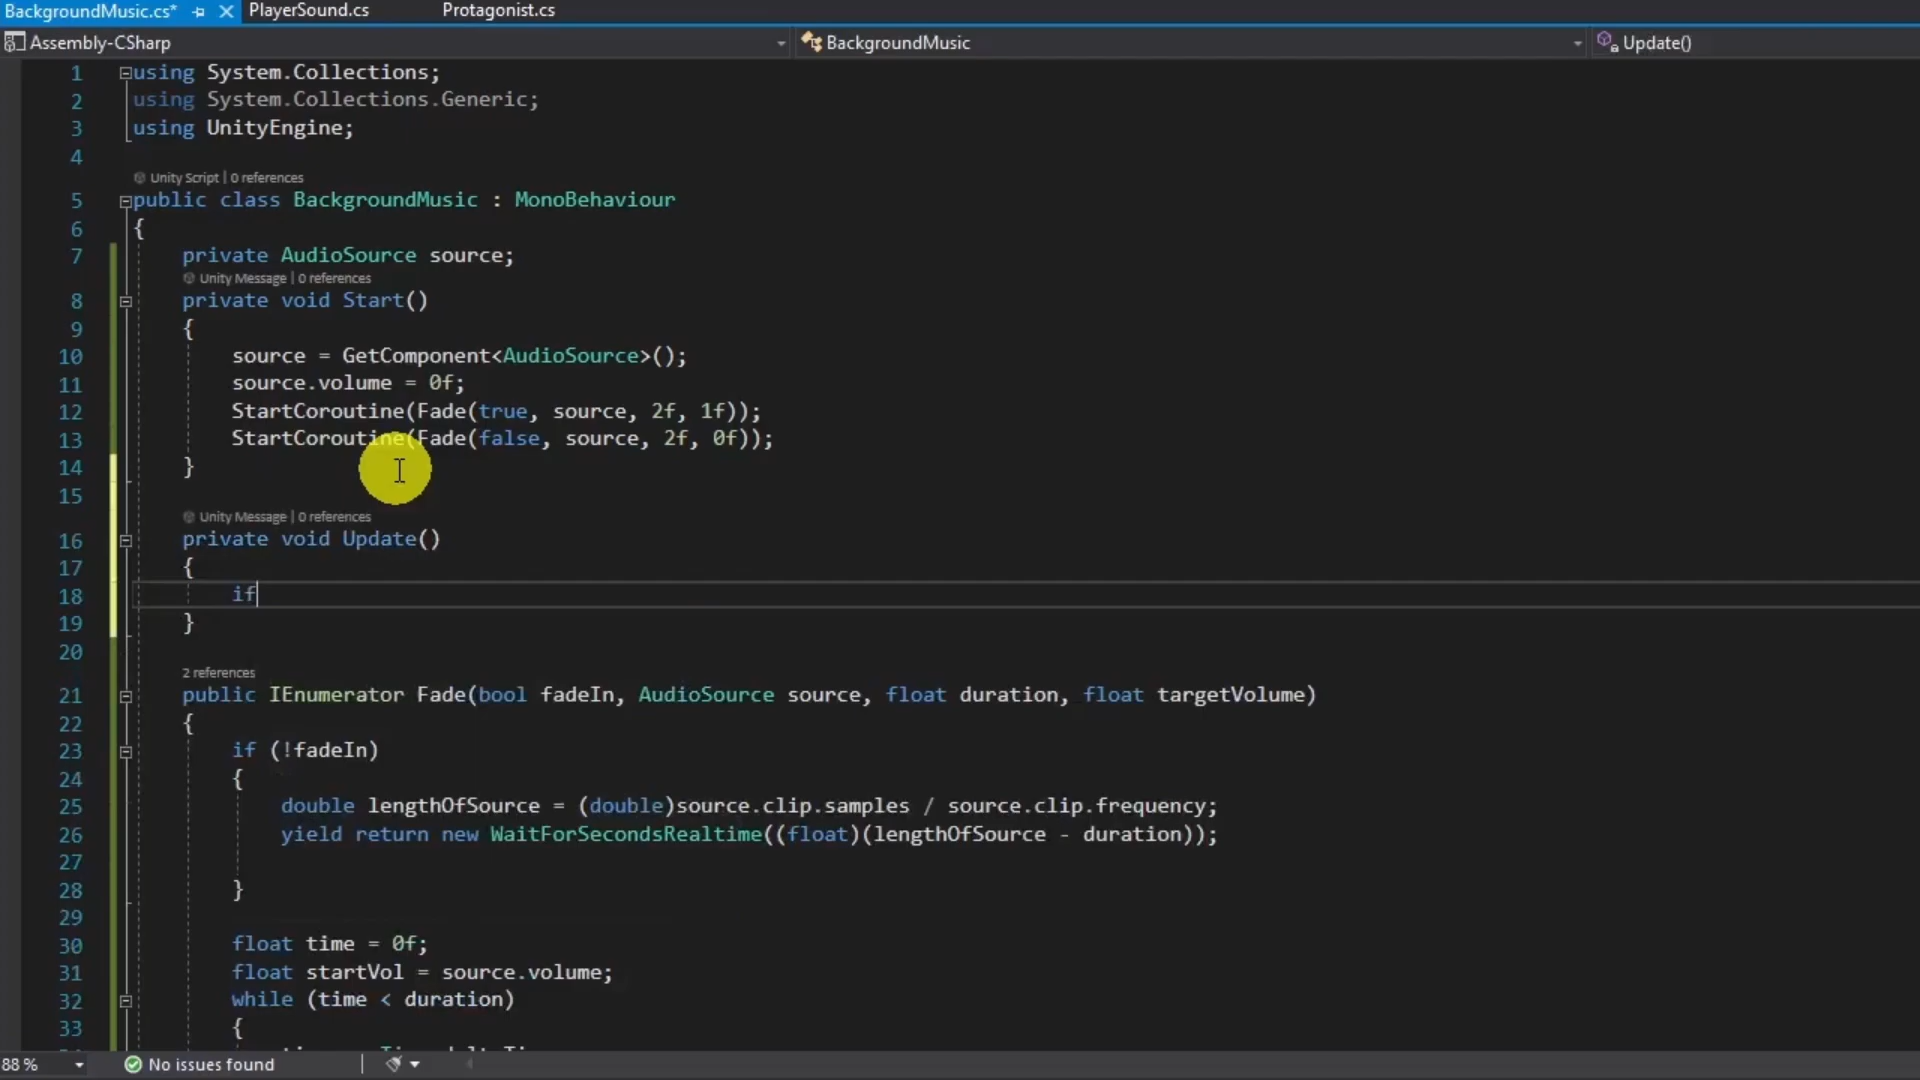 BackgroundMusic.cs* PlayerSound.cs Protagonist.cs
Assembly-CSharp BackgroundMusic Update()
1 using System.Collections;
2 using System.Collections.Generic;
3 using UnityEngine;
4
Unity Script | 0 references
5 public class BackgroundMusic : MonoBehaviour
6 {
7 private AudioSource source;
Unity Message | 0 references
8 private void Start()
9 {
10 source = GetComponent<AudioSource>();
11 source.volume = 0f;
12 StartCoroutine(Fade(true, source, 2f, 1f));
13 StartCoroutine(Fade(false, source, 2f, 0f));
14 }
15
Unity Message | 0 references
16 private void Update()
17 {
18 if
19 }
20
2 references
21 public IEnumerator Fade(bool fadeIn, AudioSource source, float duration, float targetVolume)
22 {
23 if (!fadeIn)
24 {
25 double lengthOfSource = (double)source.clip.samples / source.clip.frequency;
26 yield return new WaitForSecondsRealtime((float)(lengthOfSource - duration));
27
28 }
29
30 float time = 0f;
31 float startVol = source.volume;
32 while (time < duration)
33 {
88 % No issues found